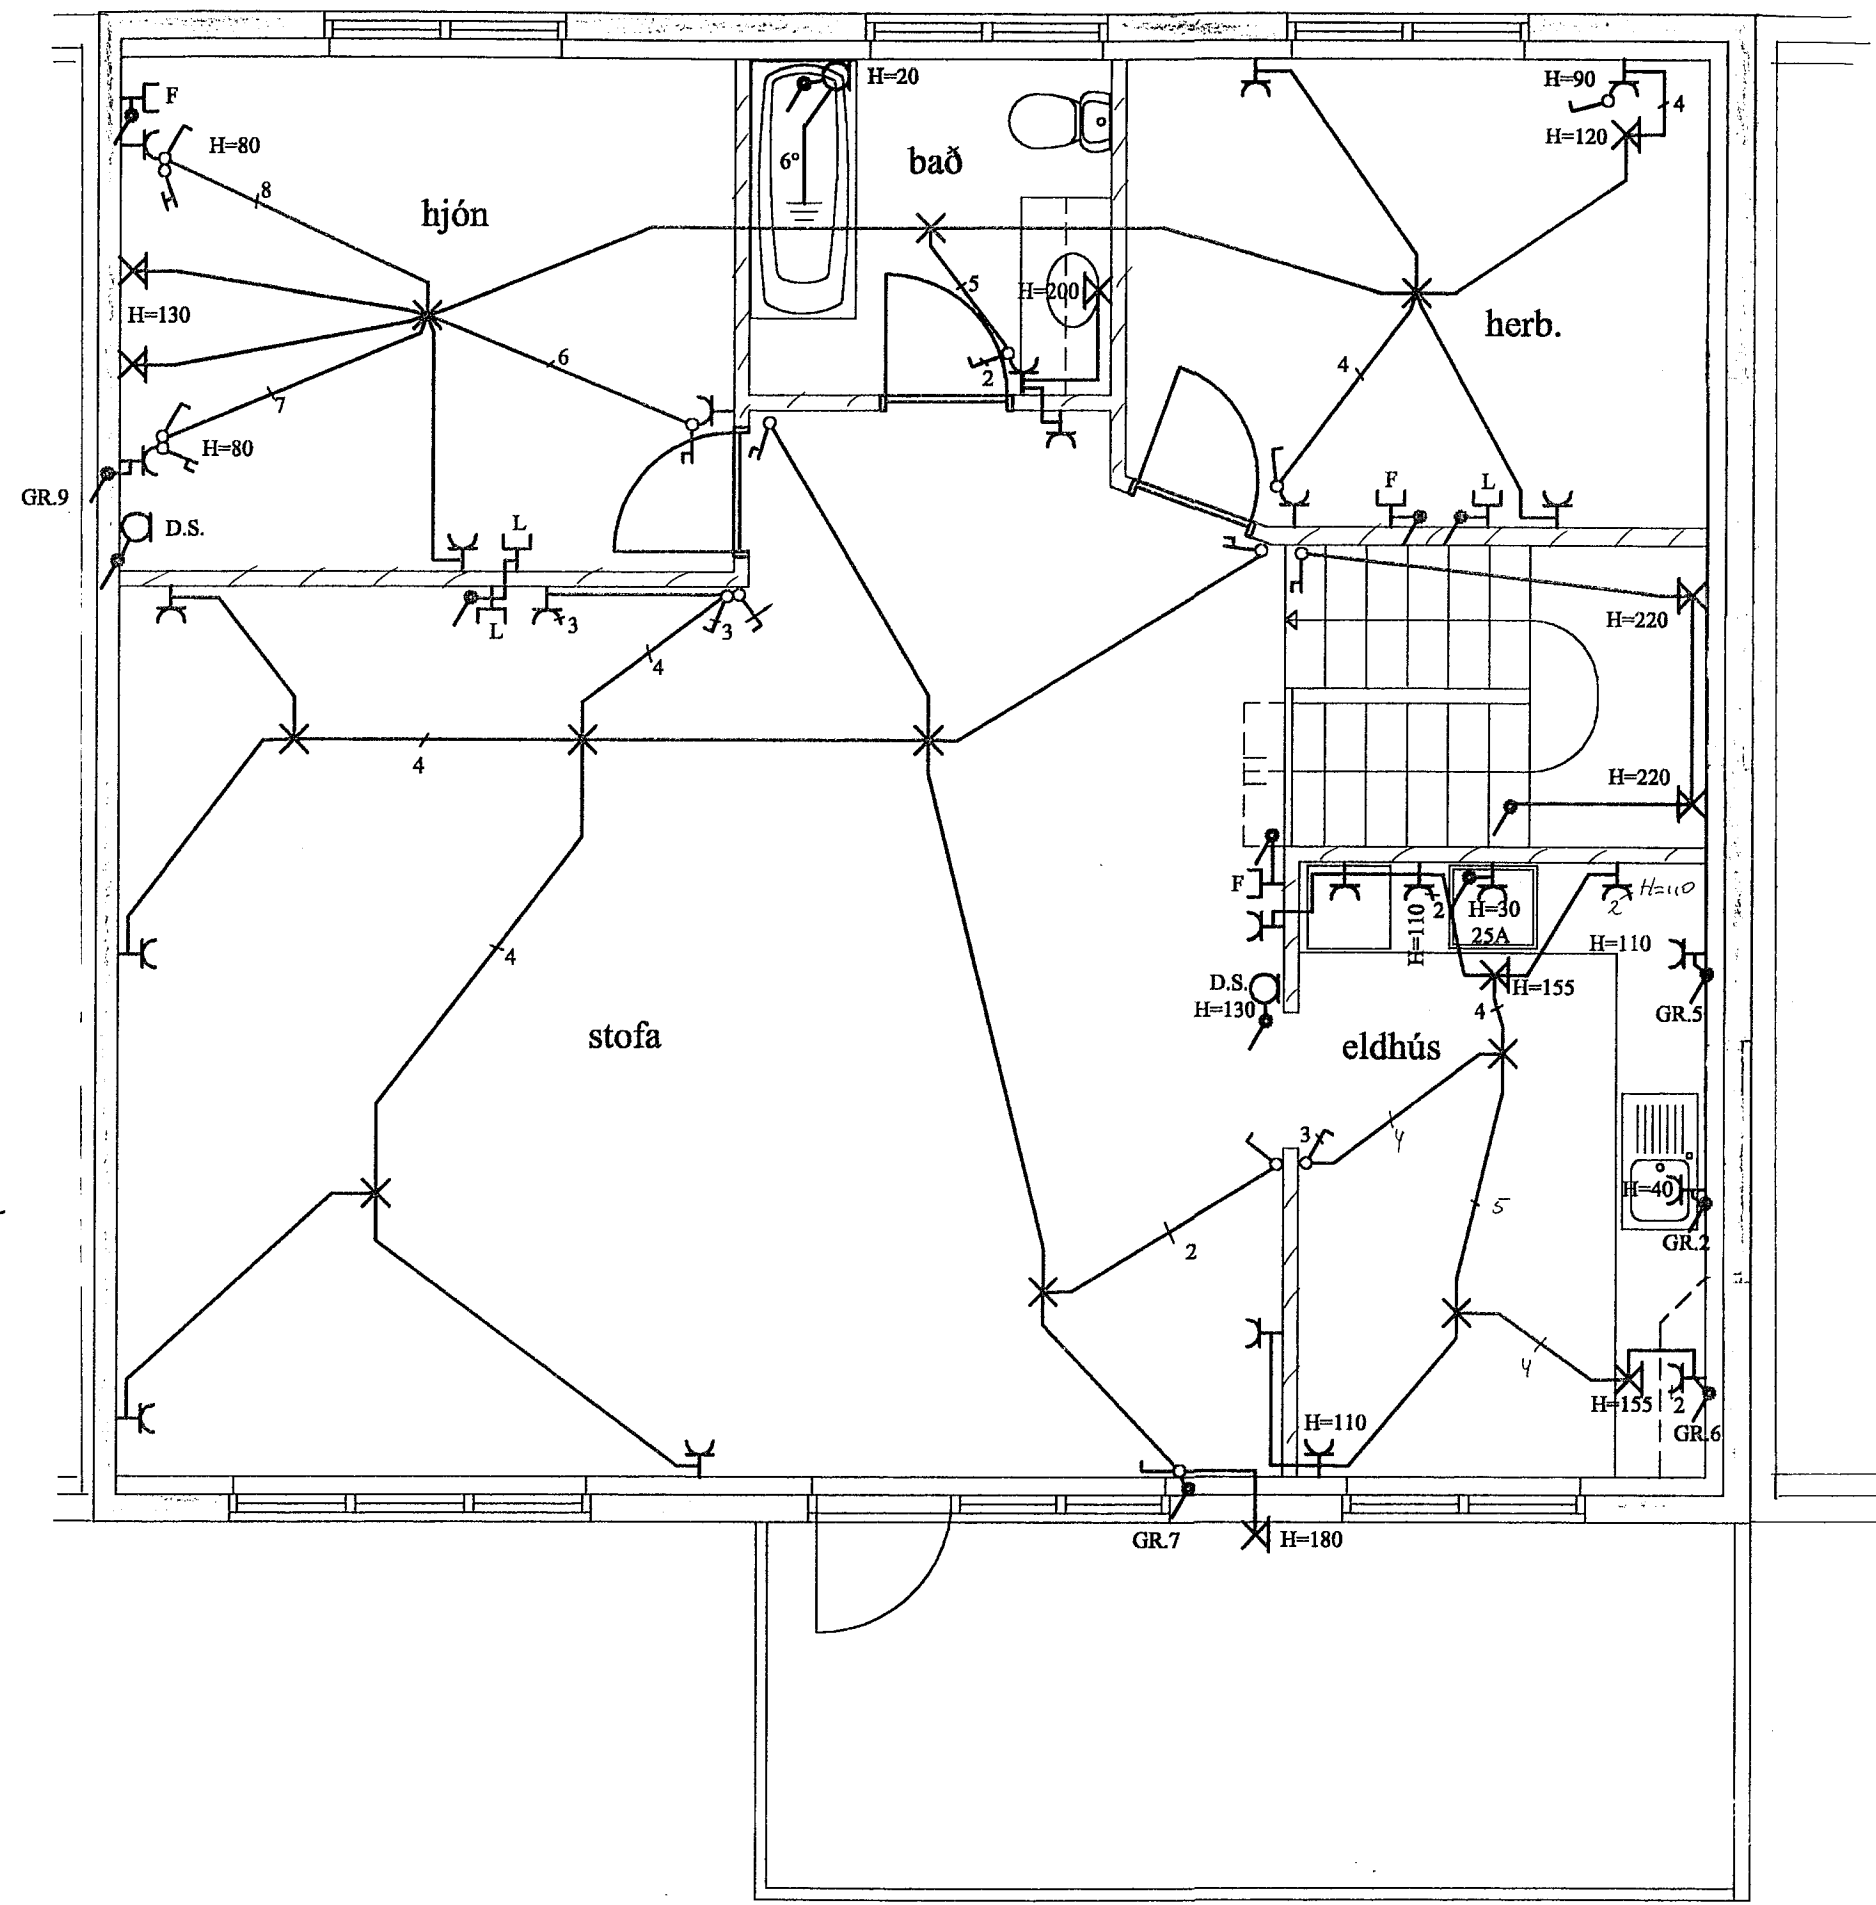 H=20
F
H=90
4
H=80
H=120
6º
bað
8
hjón
5
H=200
H=130
herb.
6
4
2
7
H=80
GR.9
F
L
D.S.
L
L
3
3
H=220
4
4
H=220
F
H=110
2
H=30
25A
2
H=110
H=110
4
D.S.
H=130
H=155
4
GR.5
stofa
eldhús
3
4
H=40
5
2
GR.2
4
H=155
2
H=110
GR.6
GR.7
H=180